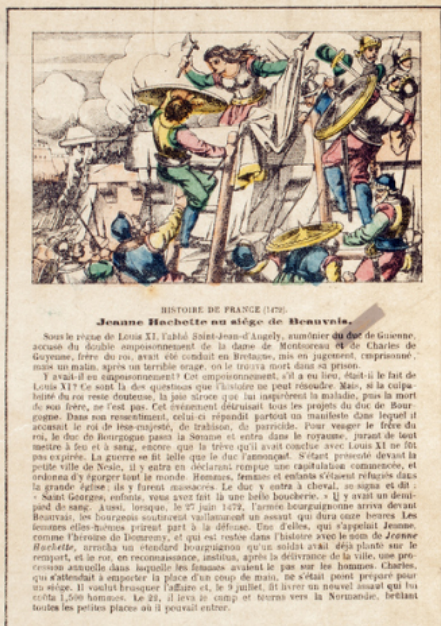 HISTOIRE DE FRANCE (1472).
Jeanne Hachette au siége de Beauvais.
Sous le règne de Louis XI, l'abbé Saint-Jean-d'Angely, aumônier du duc de Guienne,
accusé du double empoisonnement de la dame de Montsoreau et de Charles de
Guyenne, frère du roi, avait été conduit en Bretagne, mis en jugement, emprisonné,
mais un matin, après un terrible orage, on le trouva mort dans sa prison.
Y avait-il eu empoisonnement? Cet empoisonnement, s'il a eu lieu, était-il le fait de
Louis XI? Ce sont là des questions que l'histoire ne peut résoudre. Mais, si la culpa-
bilité du roi reste douteuse, la joie atroce que lui inspirèrent la maladie, puis la mort
de son frère, ne l'est pas. Cet événement détruisait tous les projets du duc de Bour-
gogne. Dans son ressentiment, celui-ci répandit partout un manifeste dans lequel il
accusait le roi de lèse-majesté, de trahison, de parricide. Pour venger le frère du
roi, le duc de Bourgogne passa la Somme et entra dans le royaume, jurant de tout
mettre à feu et à sang, encore que la trêve qu'il avait conclue avec Louis XI ne fût
pas expirée. La guerre se fit telle que le duc l'annonçait. S'étant présenté devant la
petite ville de Nesle, il y entra en déclarant rompue une capitulation commencée, et
ordonna d'y égorger tout le monde. Hommes, femmes et enfants s'étaient réfugiés dans
la grande église; ils y furent massacrés. Le duc y entra à cheval, se signa et dit :
« Saint Georges, enfants, vous avez fait là une belle boucherie. » Il y avait un demi-
pied de sang. Aussi, lorsque, le 27 juin 1472, l'armée bourguignonne arriva devant
Beauvais, les bourgeois soutinrent vaillamment un assaut qui dura onze heures. Les
femmes elles-mêmes prirent part à la défense. Une d'elles, qui s'appelait Jeanne,
comme l'héroïne de Domremy, et qui est restée dans l'histoire avec le nom de Jeanne
Hachette, arracha un étendard bourguignon qu'un soldat avait déjà planté sur le
rempart, et le roi, en reconnaissance, institua, après la délivrance de la ville, une pro-
cession annuelle dans laquelle les femmes avaient le pas sur les hommes. Charles,
qui s'attendait à emporter la place d'un coup de main, ne s'était point préparé pour
un siége. Il voulut brusquer l'affaire et, le 9 juillet, fit livrer un nouvel assaut qui lui
coûta 1,500 hommes. Le 22, il leva le camp et tourna vers la Normandie, brûlant
toutes les petites places où il pouvait entrer.